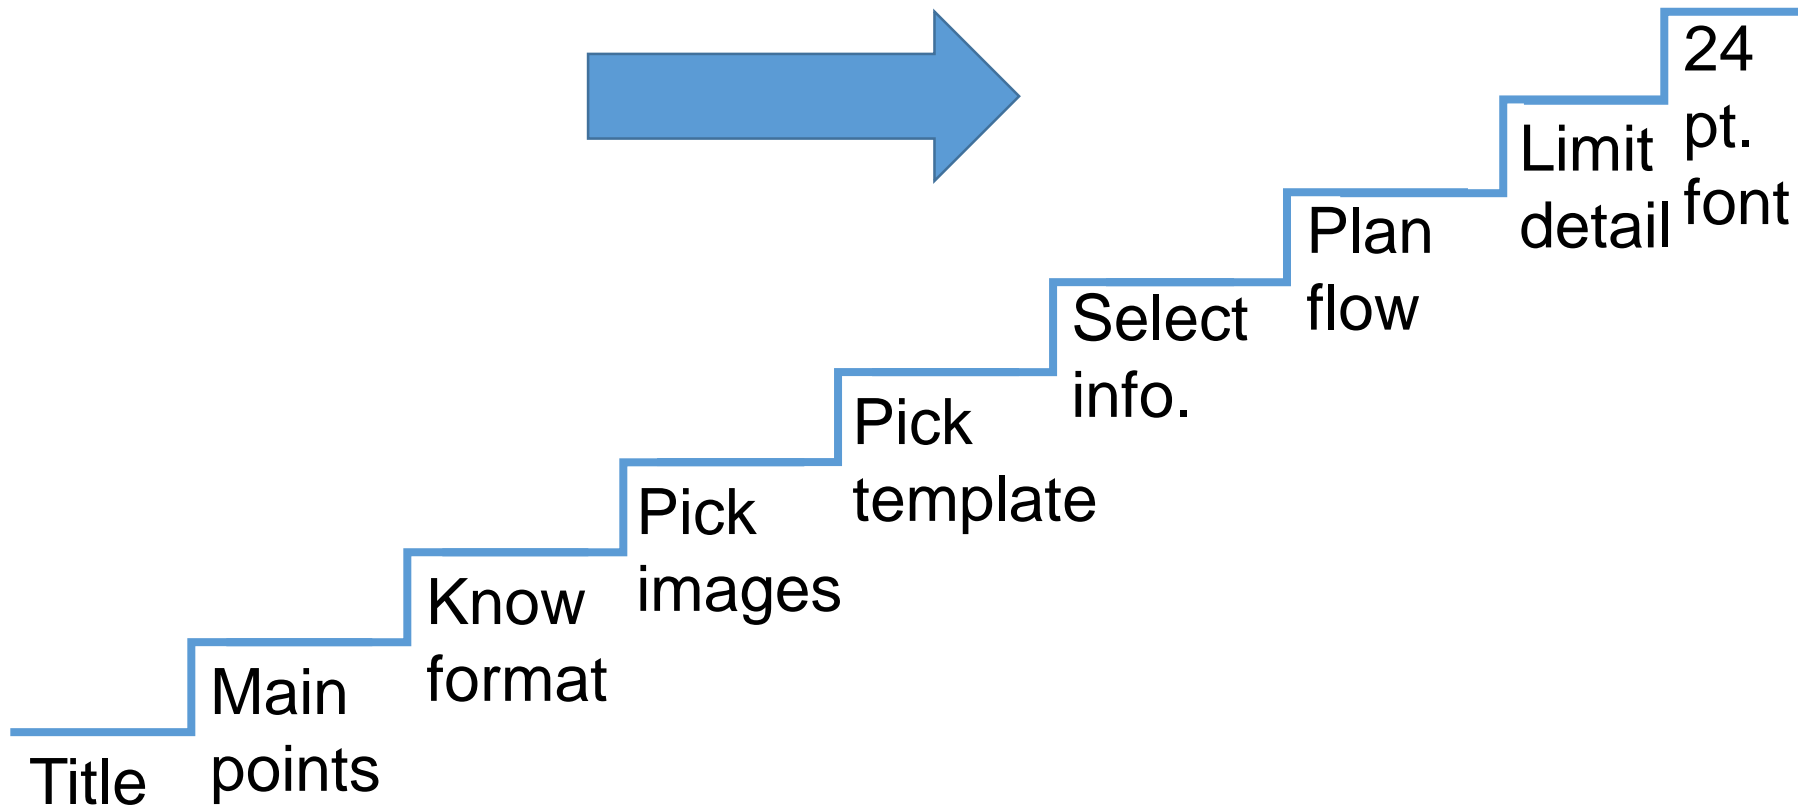 Title
Main
points
Know
format
Pick
images
Pick
template
Select
info.
Plan
flow
Limit
detail
24
pt.
font